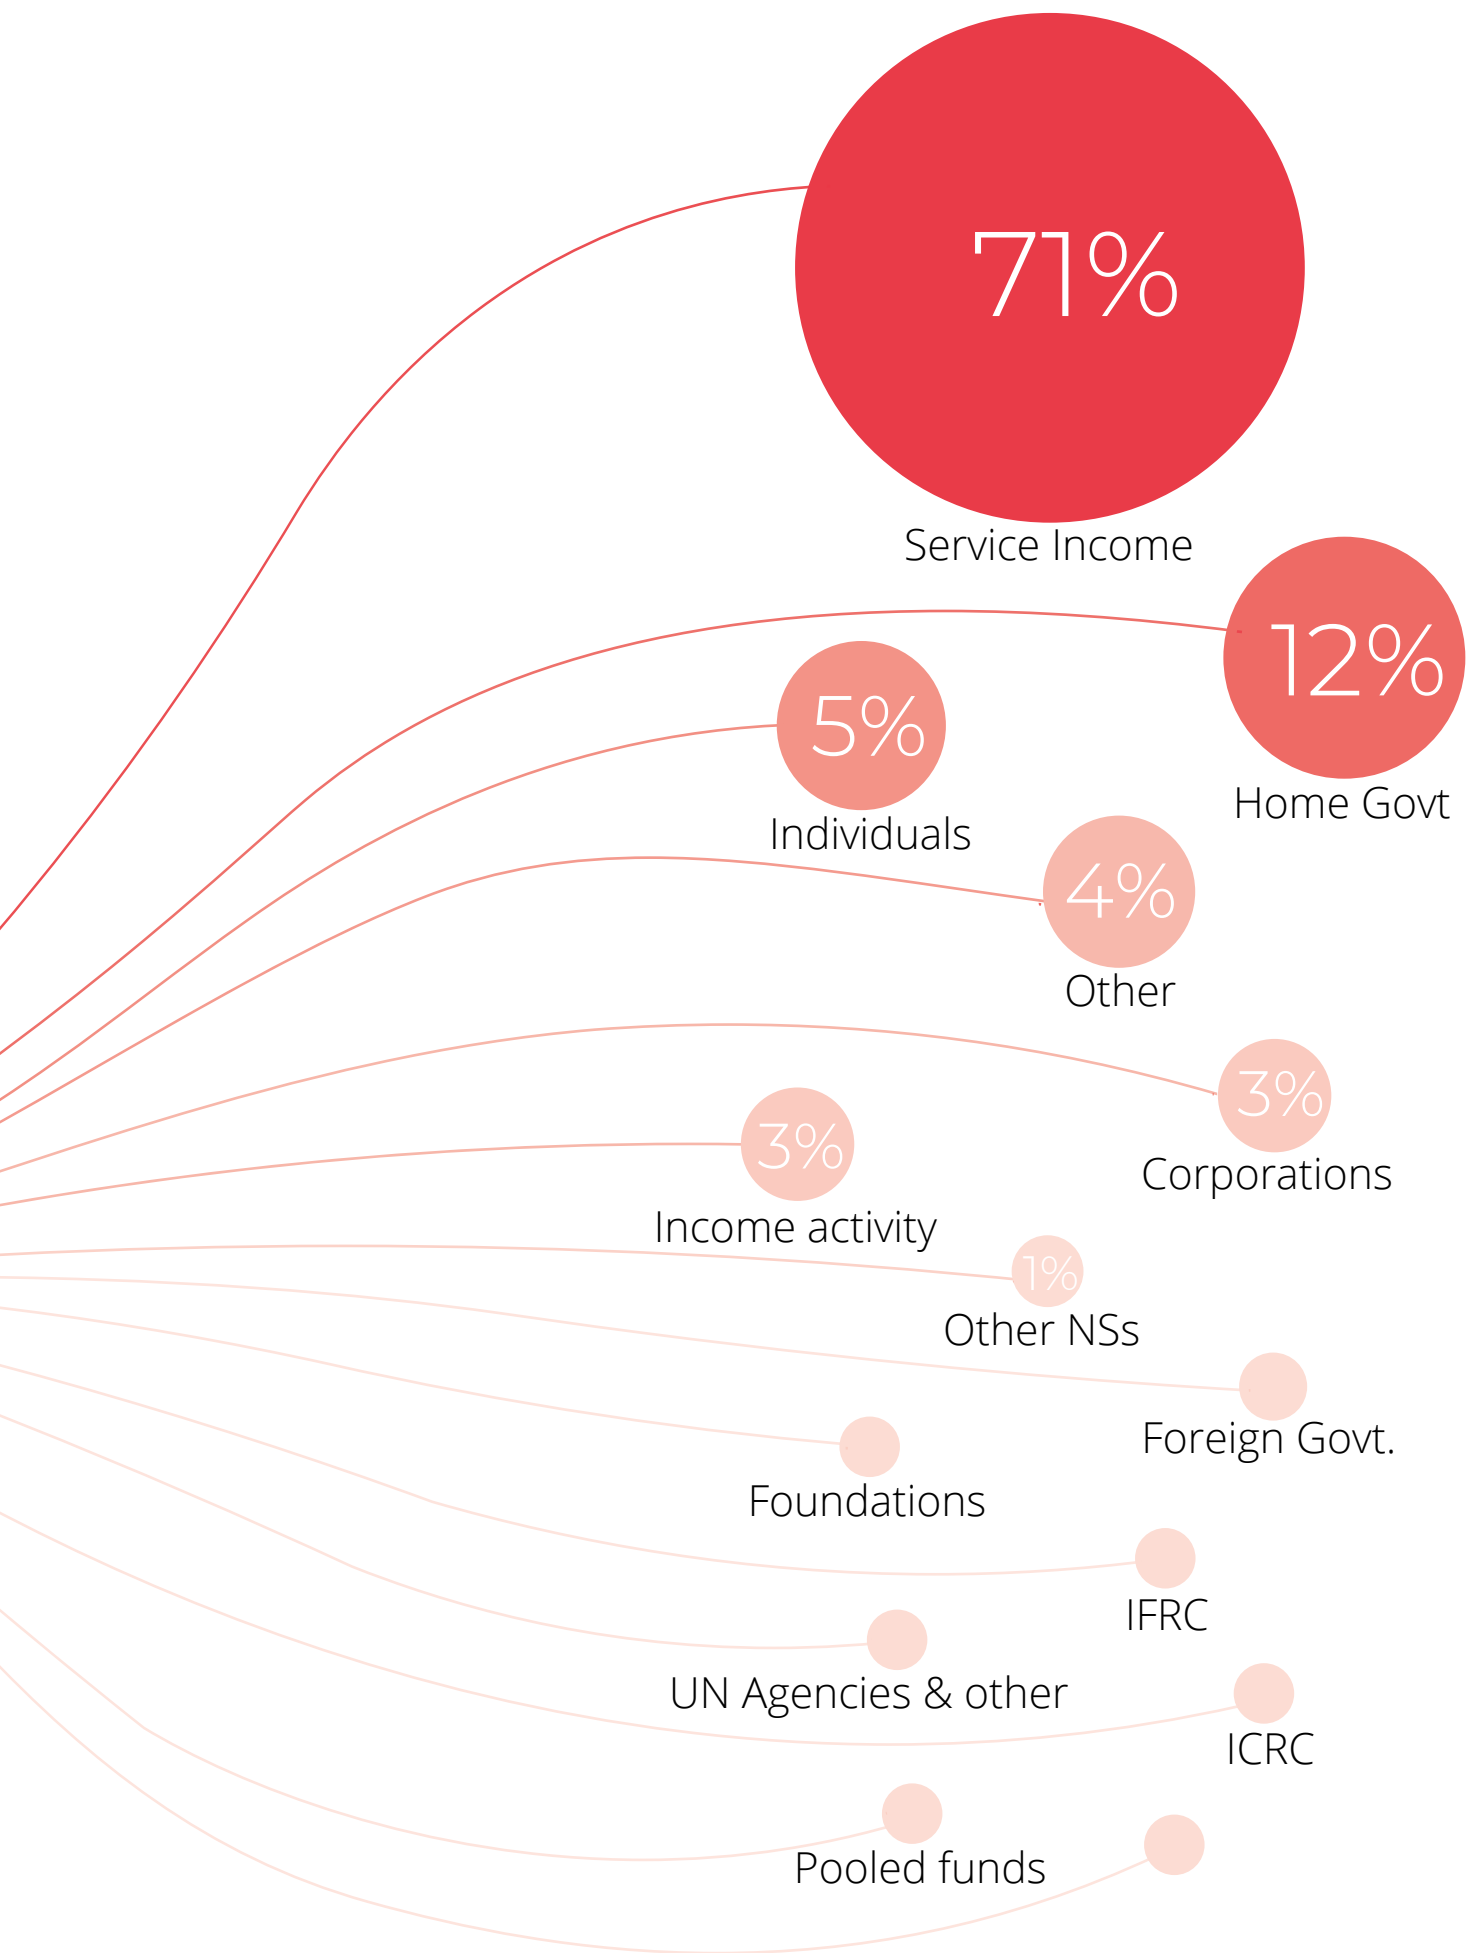 71%
Service Income
12%
Home Govt
5%
Individuals
4%
Other
3%
Corporations
3%
Income activity
1%
Other NSs
Foreign Govt.
Foundations
IFRC
UN Agencies & other
ICRC
Pooled funds